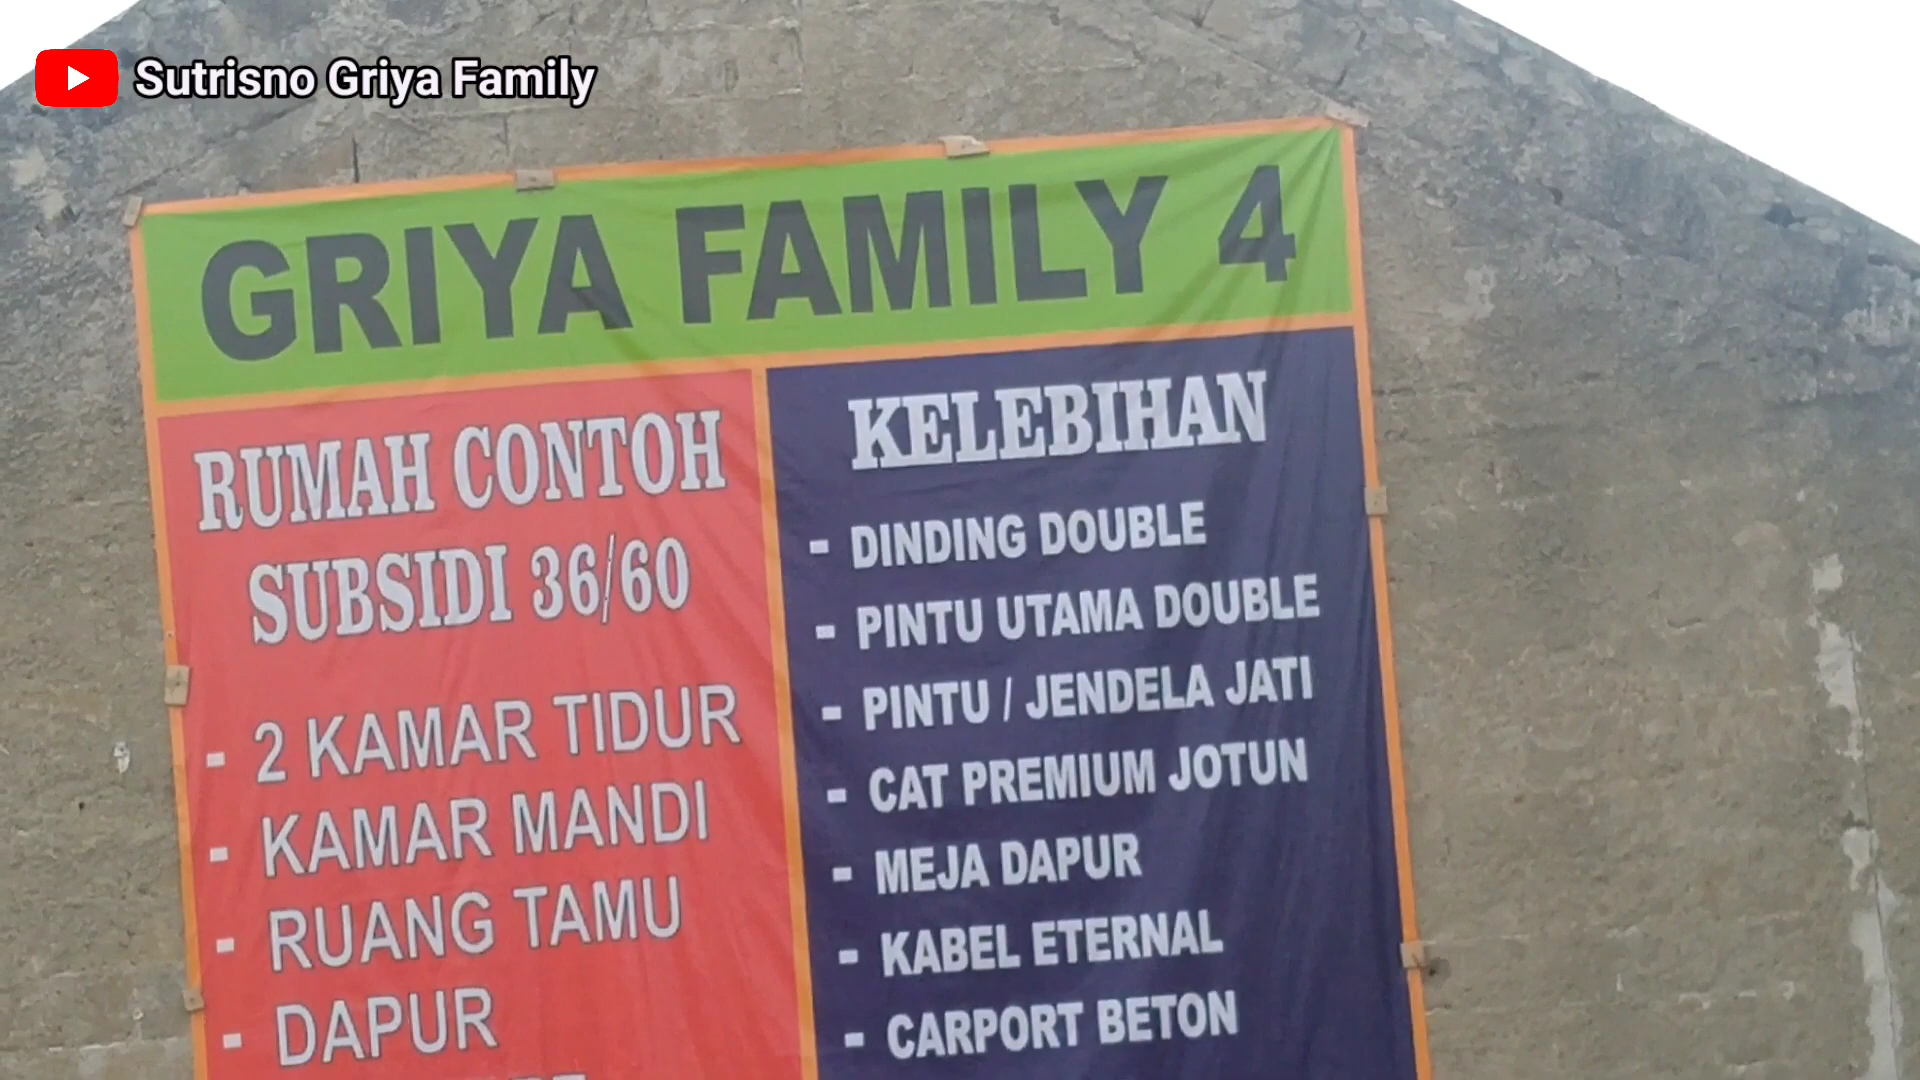 Sutrisno Griya Family
GRIYA FAMILY 4
RUMAH CONTOH
SUBSIDI 36/60
- 2 KAMAR TIDUR
- KAMAR MANDI
- RUANG TAMU
- DAPUR
KELEBIHAN
- DINDING DOUBLE
- PINTU UTAMA DOUBLE
- PINTU / JENDELA JATI
- CAT PREMIUM JOTUN
- MEJA DAPUR
- KABEL ETERNAL
- CARPORT BETON